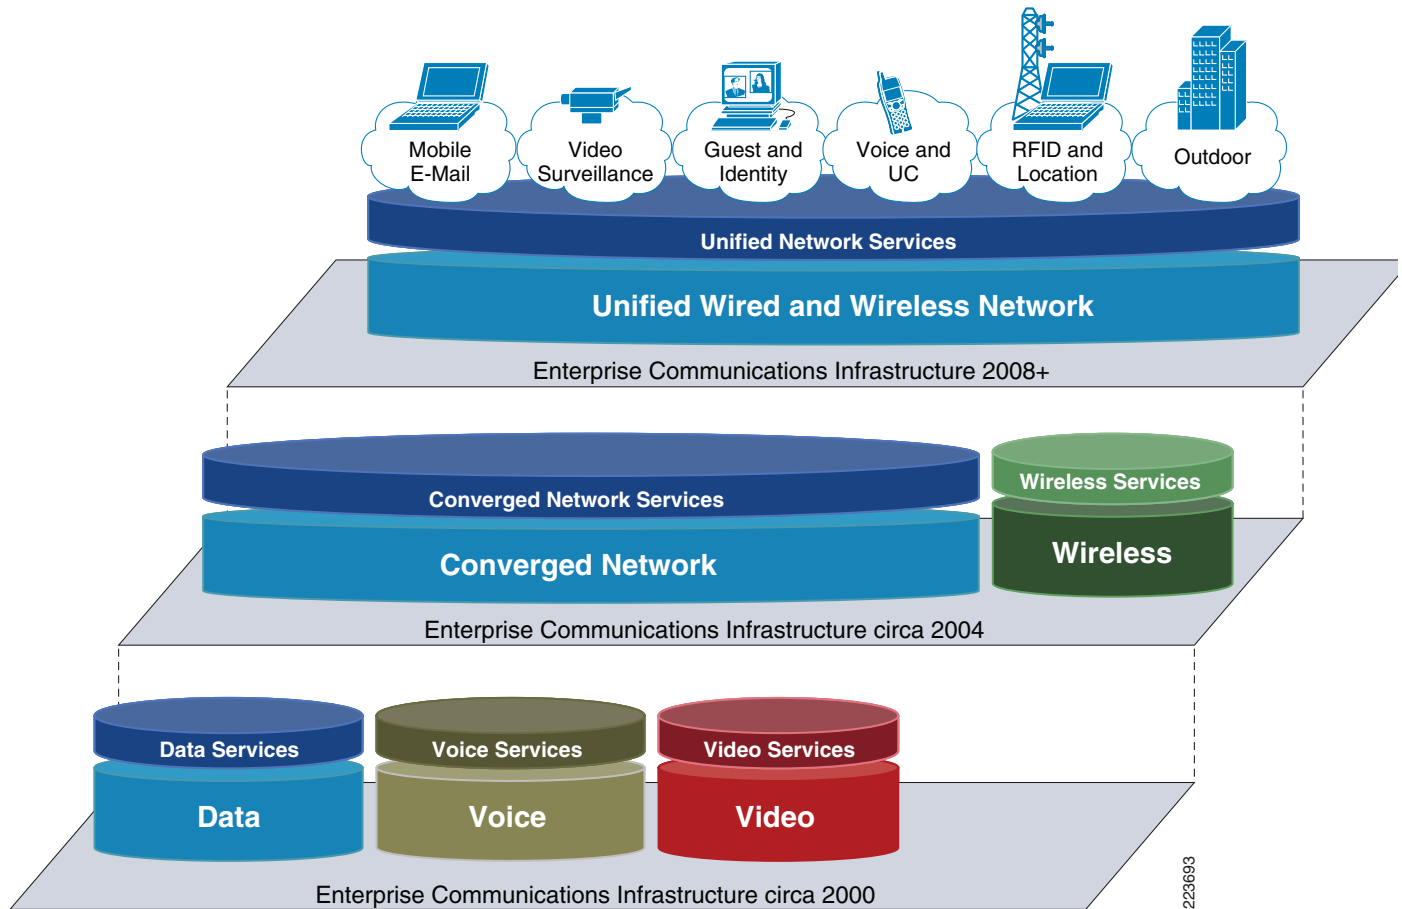 Mobile
E-Mail
Video
Surveillance
Guest and
Identity
Voice and
UC
RFID and
Location
Outdoor
Unified Network Services
Unified Wired and Wireless Network
Enterprise Communications Infrastructure 2008+
Converged Network Services
Wireless Services
Converged Network
Wireless
Enterprise Communications Infrastructure circa 2004
Data Services
Voice Services
Video Services
Data
Voice
Video
Enterprise Communications Infrastructure circa 2000
223693